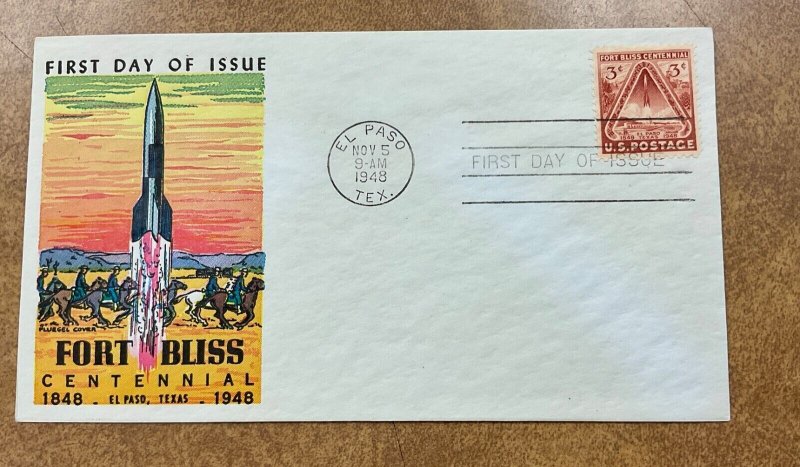 FIRST DAY OF ISSUE
FLUEGEL COVER
FORT BLISS
CENTENNIAL
1848 - EL PASO, TEXAS - 1948
EL PASO
NOV 5
9-AM
1948
TEX.
FIRST DAY OF ISSUE
FORT BLISS CENTENNIAL
3¢ 3¢
EL PASO
1848 TEXAS 1948
U.S. POSTAGE